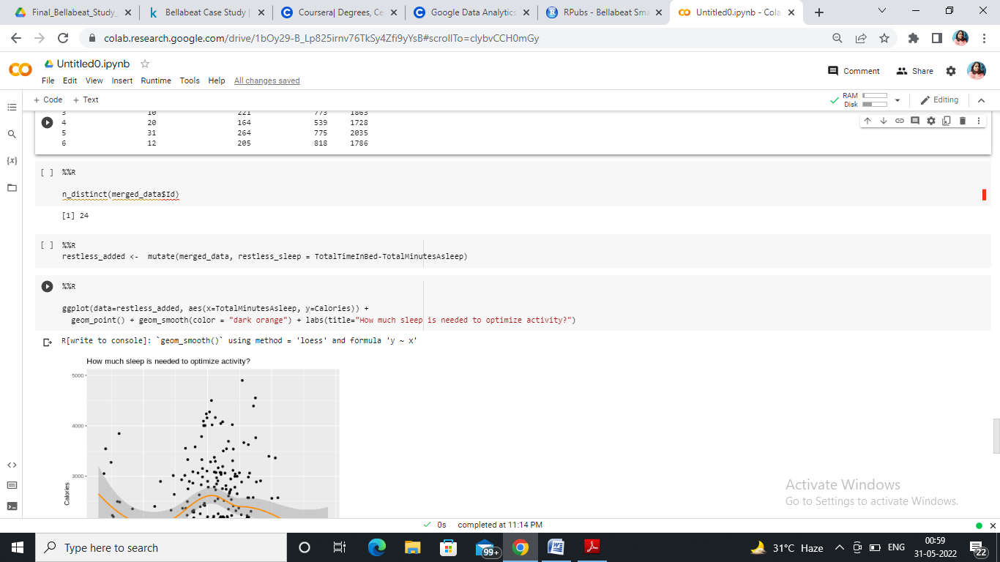 Final_Bellabeat_Study_
Bellabeat Case Study |
Coursera| Degrees, Ce
Google Data Analytics
RPubs - Bellabeat Sma
Untitled0.ipynb - Cola
colab.research.google.com/drive/1bOy29-B_Lp825irnv76TkSy4Zfi9yYsB#scrollTo=clybvCCH0mGy
Untitled0.ipynb
Comment
Share
File Edit View Insert Runtime Tools Help All changes saved
+ Code + Text
RAM
Disk
Editing
3 10 221 773 1863
4 20 164 539 1728
5 31 264 775 2035
6 12 205 818 1786
[ ] %%R
n_distinct(merged_data$Id)
[1] 24
[ ] %%R
restless_added <-  mutate(merged_data, restless_sleep = TotalTimeInBed-TotalMinutesAsleep)
%%R
ggplot(data=restless_added, aes(x=TotalMinutesAsleep, y=Calories)) +
geom_point() + geom_smooth(color = "dark orange") + labs(title="How much sleep is needed to optimize activity?")
R[write to console]: `geom_smooth()` using method = 'loess' and formula 'y ~ x'
How much sleep is needed to optimize activity?
5000
4000
3000
Calories
Activate Windows
Go to Settings to activate Windows.
0s completed at 11:14 PM
Type here to search
99+
31°C Haze
ENG
00:59
31-05-2022
22